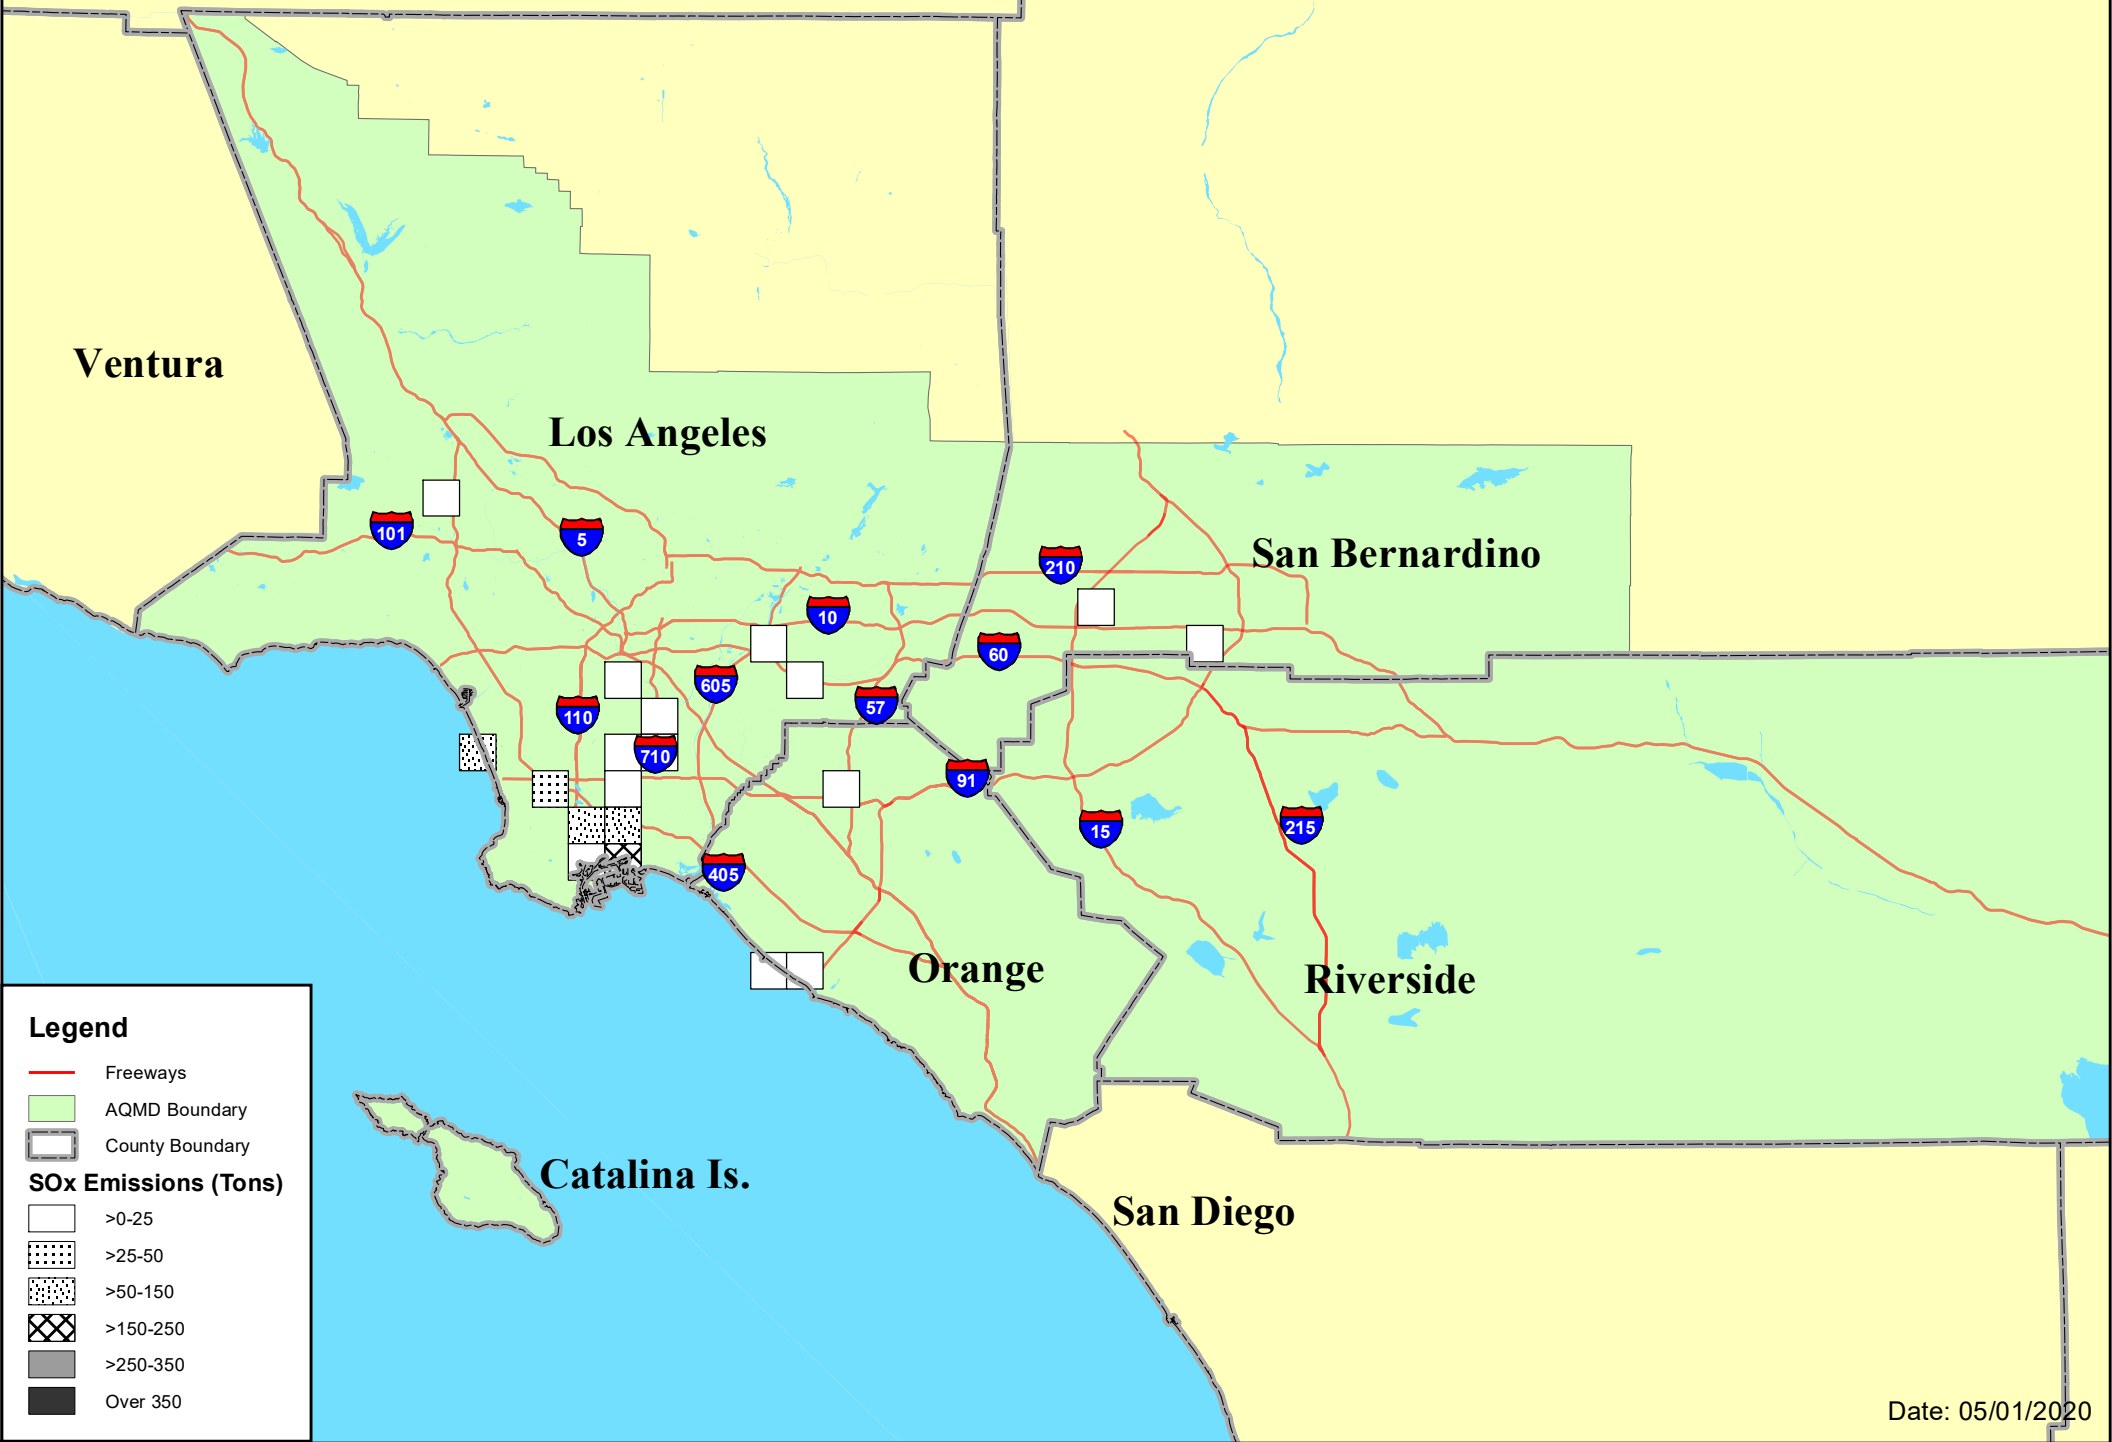 Ventura
Los Angeles
101
5
210
San Bernardino
10
60
605
57
110
710
91
15
215
405
Orange
Riverside
Legend
Freeways
AQMD Boundary
County Boundary
SOx Emissions (Tons)
>0-25
>25-50
>50-150
>150-250
>250-350
Over 350
Catalina Is.
San Diego
Date: 05/01/2020